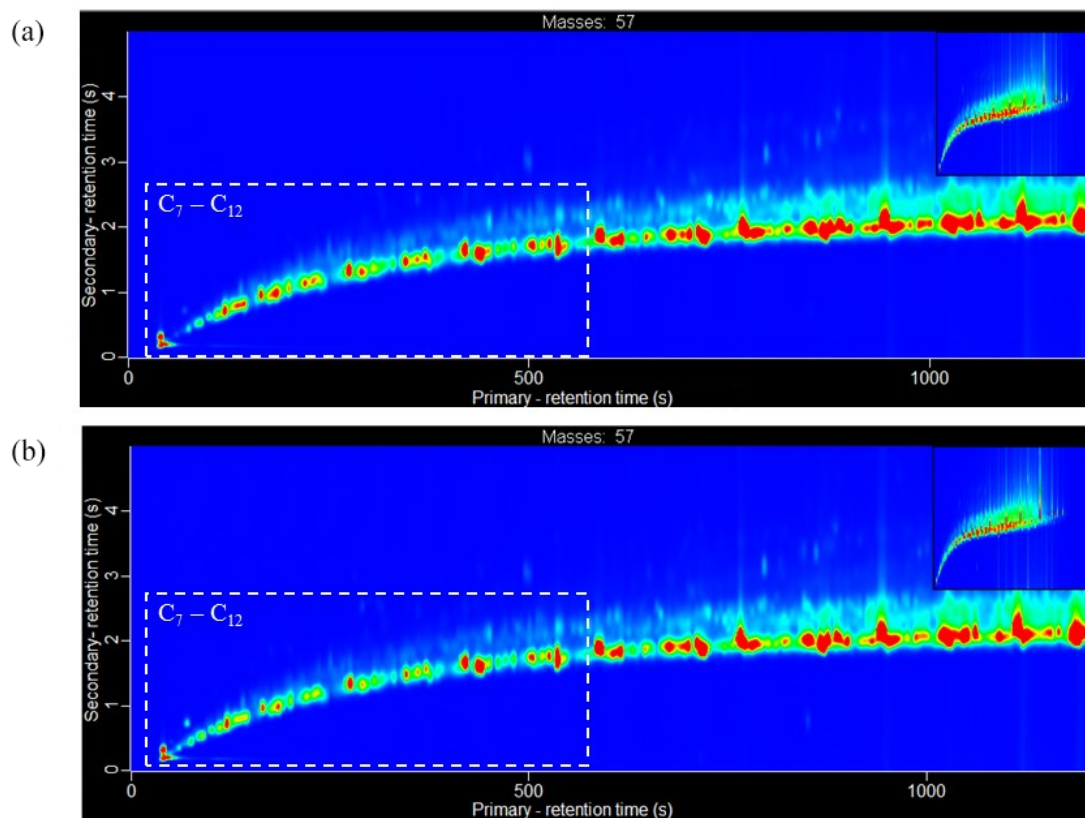 (a)
Masses: 57
Secondary- retention time (s)
4
3
2
1
0
C₇ – C₁₂
0 500 1000
Primary - retention time (s)
(b)
Masses: 57
Secondary- retention time (s)
4
3
2
1
0
C₇ – C₁₂
0 500 1000
Primary - retention time (s)